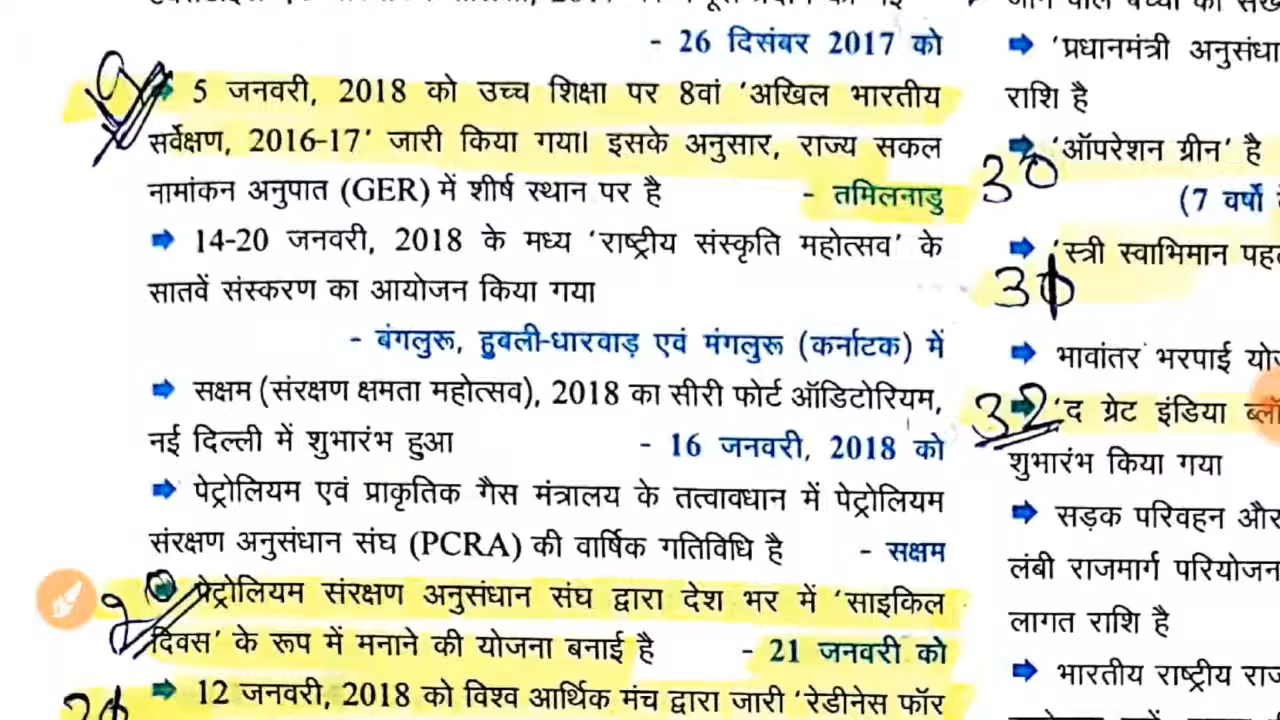 - 26 दिसंबर 2017 को
➡ 5 जनवरी, 2018 को उच्च शिक्षा पर 8वां 'अखिल भारतीय
सर्वेक्षण, 2016-17' जारी किया गया। इसके अनुसार, राज्य सकल
नामांकन अनुपात (GER) में शीर्ष स्थान पर है - तमिलनाडु
➡ 14-20 जनवरी, 2018 के मध्य 'राष्ट्रीय संस्कृति महोत्सव' के
सातवें संस्करण का आयोजन किया गया
- बंगलुरू, हुबली-धारवाड़ एवं मंगलुरू (कर्नाटक) में
➡ सक्षम (संरक्षण क्षमता महोत्सव), 2018 का सीरी फोर्ट ऑडिटोरियम,
नई दिल्ली में शुभारंभ हुआ - 16 जनवरी, 2018 को
➡ पेट्रोलियम एवं प्राकृतिक गैस मंत्रालय के तत्वावधान में पेट्रोलियम
संरक्षण अनुसंधान संघ (PCRA) की वार्षिक गतिविधि है - सक्षम
पेट्रोलियम संरक्षण अनुसंधान संघ द्वारा देश भर में 'साइकिल
दिवस' के रूप में मनाने की योजना बनाई है - 21 जनवरी को
➡ 12 जनवरी, 2018 को विश्व आर्थिक मंच द्वारा जारी 'रेडीनेस फॉर
➡ 'प्रधानमंत्री
राशि है
➡ 'ऑपरेशन ग्रीन' है
30
(7 वर्षों
➡ 'स्त्री स्वाभिमान
31
➡ भावांतर भरपाई
32
➡ 'द ग्रेट इंडिया
शुभारंभ किया गया
➡ सड़क परिवहन और
लंबी राजमार्ग
लागत राशि है
➡ भारतीय राष्ट्रीय